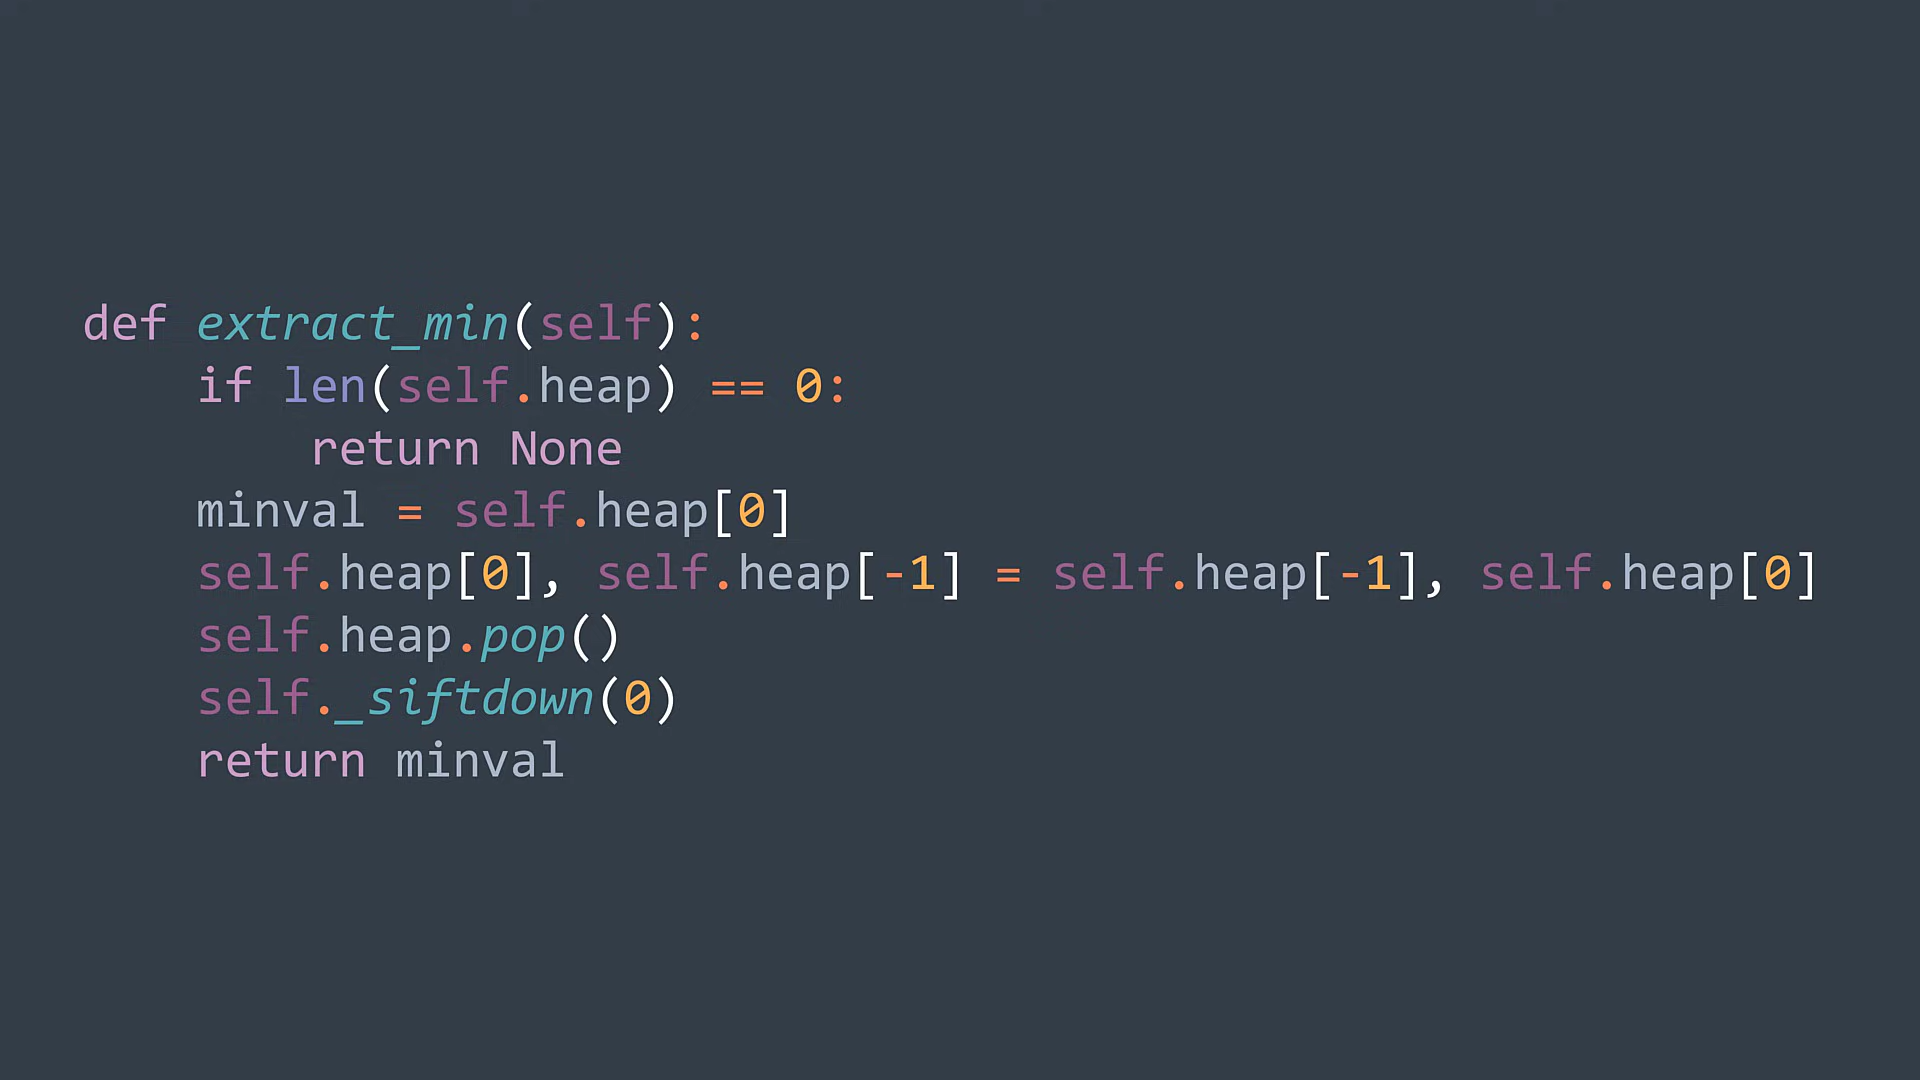 def extract_min(self):
    if len(self.heap) == 0:
        return None
    minval = self.heap[0]
    self.heap[0], self.heap[-1] = self.heap[-1], self.heap[0]
    self.heap.pop()
    self._siftdown(0)
    return minval